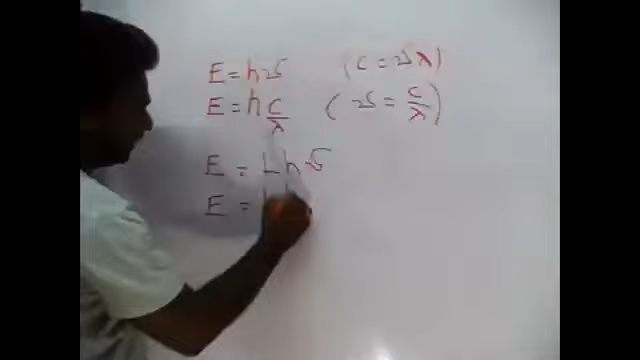 E = hν (C = νλ)
E = h C/λ (ν = C/λ)
E = Lhν
E = L